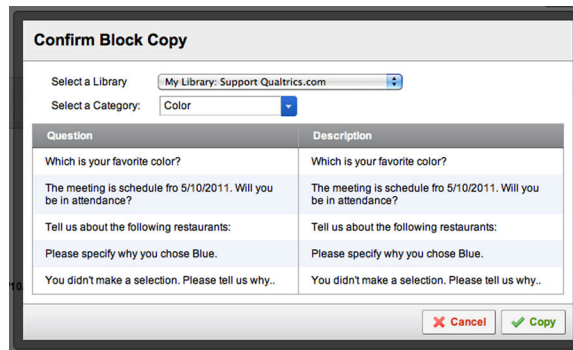 Confirm Block Copy
Select a Library
My Library: Support Qualtrics.com
Select a Category:
Color
Question
Description
Which is your favorite color?
Which is your favorite color?
The meeting is schedule fro 5/10/2011. Will you
be in attendance?
The meeting is schedule fro 5/10/2011. Will you
be in attendance?
Tell us about the following restaurants:
Tell us about the following restaurants:
Please specify why you chose Blue.
Please specify why you chose Blue.
You didn't make a selection. Please tell us why..
You didn't make a selection. Please tell us why..
Cancel
Copy